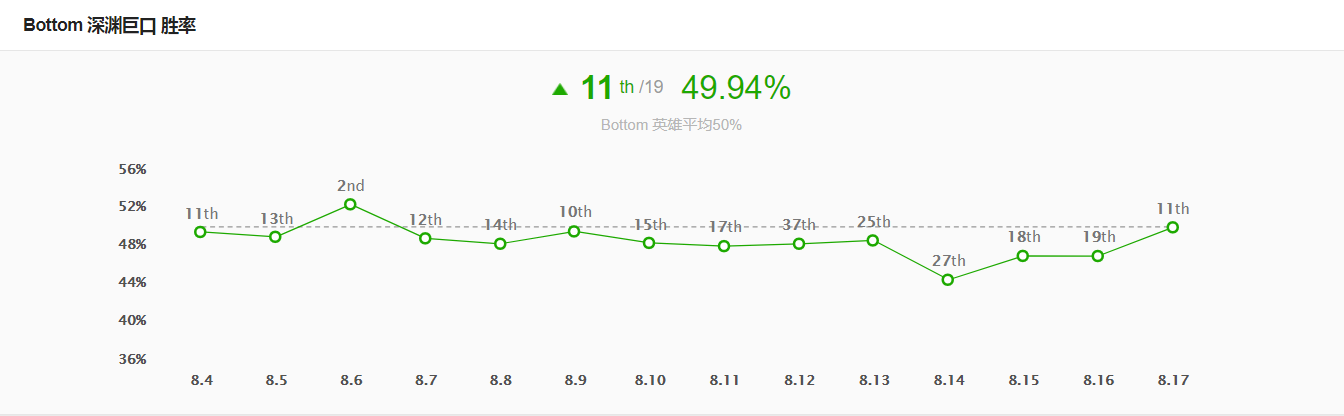 Bottom 深渊巨口 胜率
11 th /19 49.94%
Bottom 英雄平均50%
56%
52%
48%
44%
40%
36%
11th 13th 2nd 12th 14th 10th 15th 17th 37th 25th 27th 18th 19th 11th
8.4 8.5 8.6 8.7 8.8 8.9 8.10 8.11 8.12 8.13 8.14 8.15 8.16 8.17